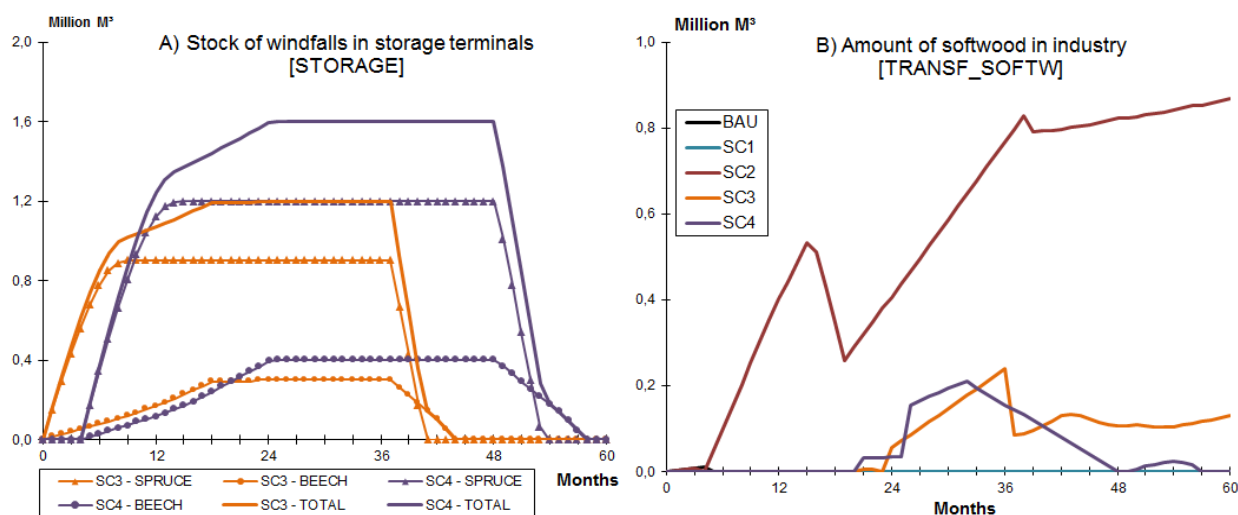 Million M³
A) Stock of windfalls in storage terminals
[STORAGE]
2,0
1,6
1,2
0,8
0,4
0,0
0
12
24
36
48
60
Months
SC3 - SPRUCE
SC3 - BEECH
SC4 - SPRUCE
SC4 - BEECH
SC3 - TOTAL
SC4 - TOTAL
Million M³
B) Amount of softwood in industry
[TRANSF_SOFTW]
1,0
0,8
0,6
0,4
0,2
0,0
BAU
SC1
SC2
SC3
SC4
0
12
24
36
48
60
Months